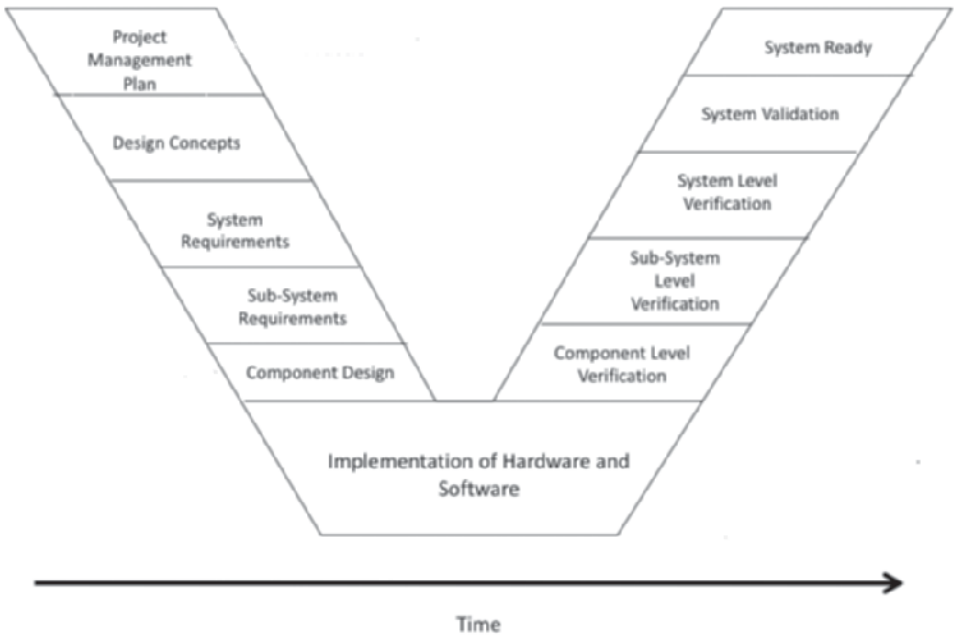 Project
Management
Plan
Design Concepts
System
Requirements
Sub-System
Requirements
Component Design
Implementation of Hardware and
Software
Component Level
Verification
Sub-System
Level
Verification
System Level
Verification
System Validation
System Ready
Time